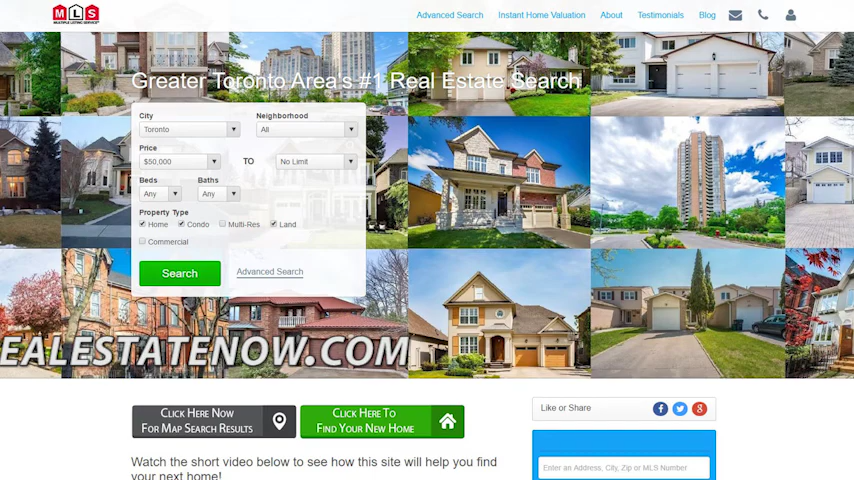 MLS
MULTIPLE LISTING SERVICE®
Advanced Search Instant Home Valuation About Testimonials Blog
Greater Toronto Area's #1 Real Estate Search
City Neighborhood
Toronto All
Price
$50,000 TO No Limit
Beds Baths
Any Any
Property Type
Home Condo Multi-Res Land
Commercial
Search Advanced Search
EALESTATENOW.COM
CLICK HERE NOW
FOR MAP SEARCH RESULTS
CLICK HERE TO
FIND YOUR NEW HOME
Like or Share
Watch the short video below to see how this site will help you find
your next home!
Enter an Address, City, Zip or MLS Number